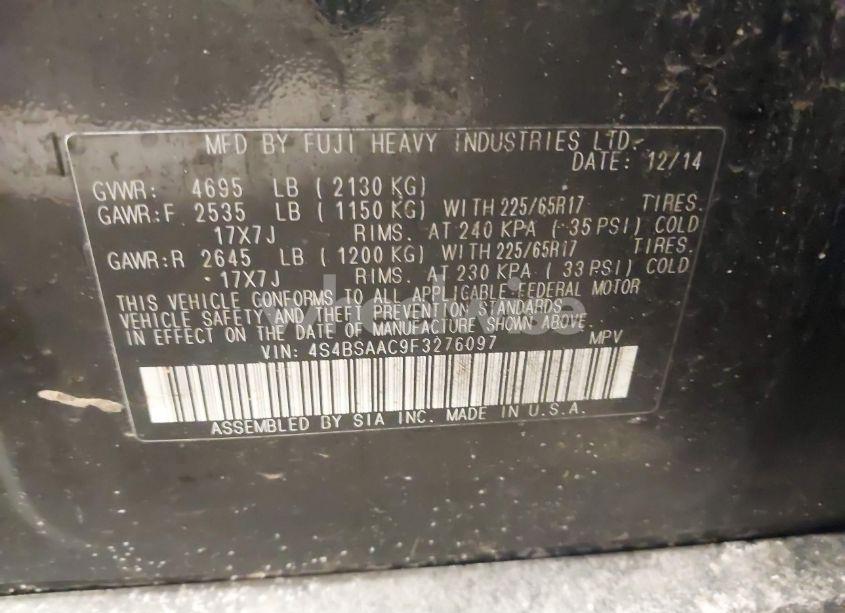 MFD BY FUJI HEAVY INDUSTRIES LTD.
DATE: 12/14
GVWR: 4695 LB ( 2130 KG)
GAWR:F 2535 LB ( 1150 KG) WITH 225/65R17 TIRES.
17X7J RIMS. AT 240 KPA ( 35 PSI) COLD
GAWR:R 2645 LB ( 1200 KG) WITH 225/65R17 TIRES.
17X7J RIMS. AT 230 KPA ( 33 PSI) COLD
THIS VEHICLE CONFORMS TO ALL APPLICABLE FEDERAL MOTOR
VEHICLE SAFETY AND THEFT PREVENTION STANDARDS
IN EFFECT ON THE DATE OF MANUFACTURE SHOWN ABOVE.
VIN: 4S4BSAAC9F3276097 MPV
ASSEMBLED BY SIA INC. MADE IN U.S.A.